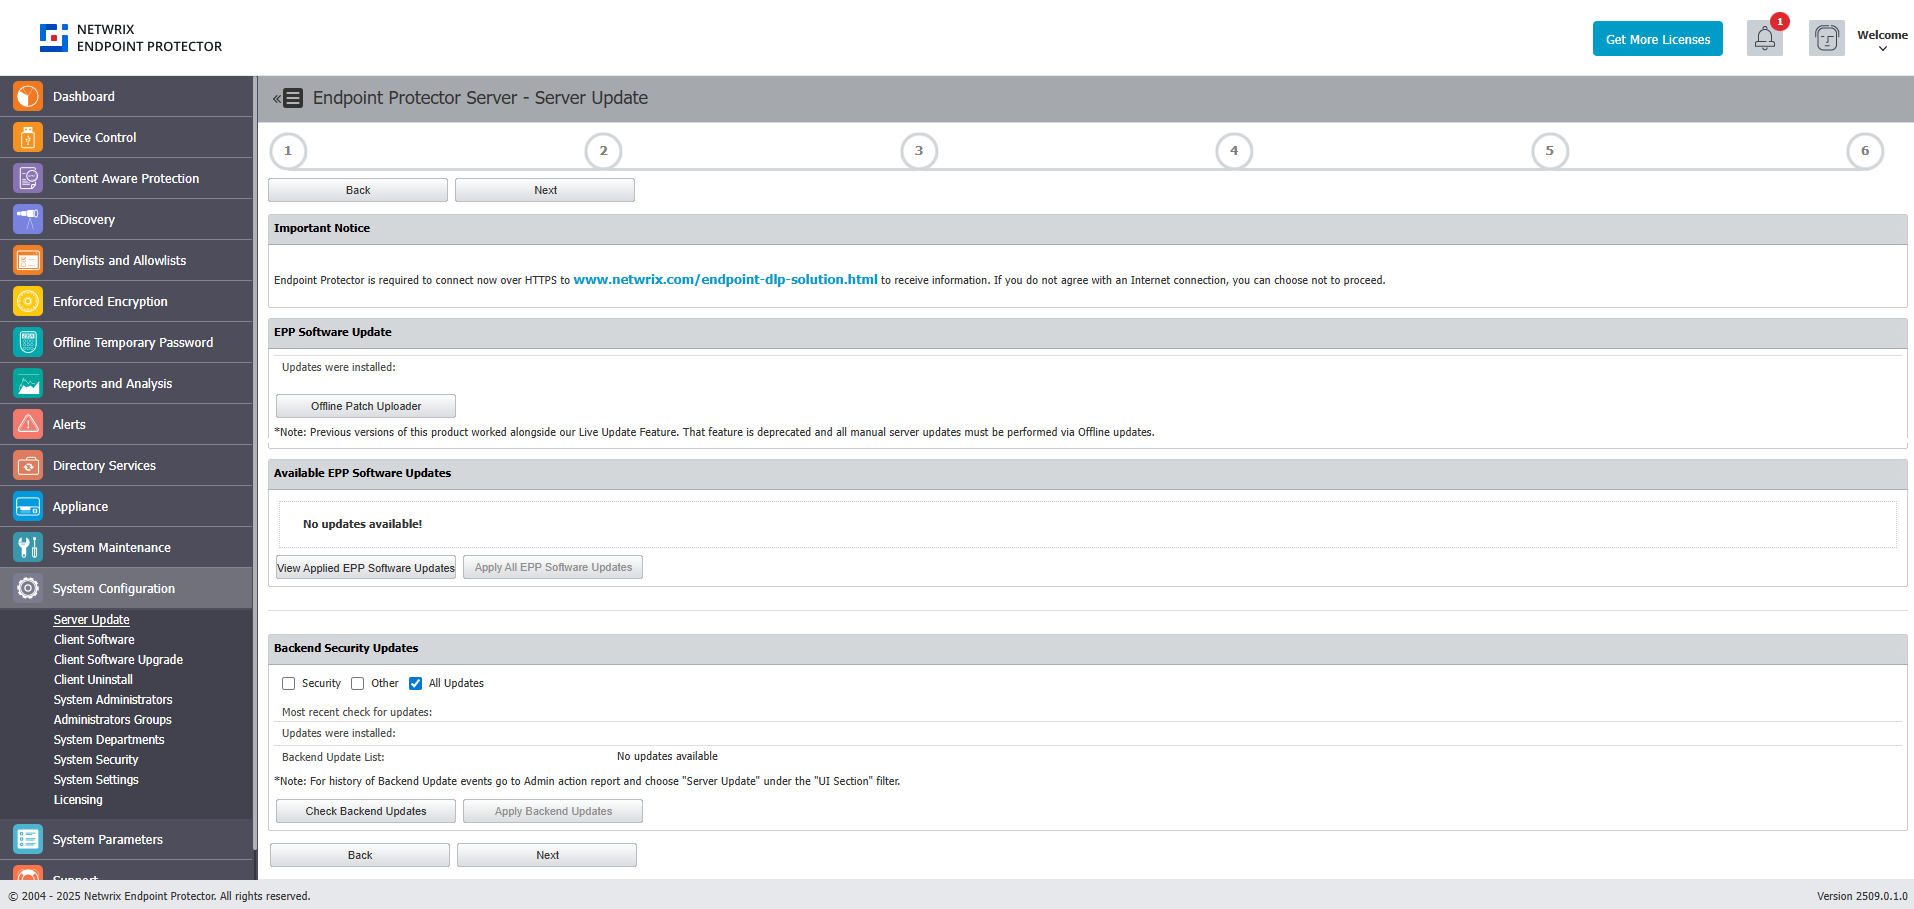 NETWRIX
ENDPOINT PROTECTOR
Get More Licenses
1
Welcome
Dashboard
Device Control
Content Aware Protection
eDiscovery
Denylists and Allowlists
Enforced Encryption
Offline Temporary Password
Reports and Analysis
Alerts
Directory Services
Appliance
System Maintenance
System Configuration
Server Update
Client Software
Client Software Upgrade
Client Uninstall
System Administrators
Administrators Groups
System Departments
System Security
System Settings
Licensing
System Parameters
Support
« Endpoint Protector Server - Server Update
1 2 3 4 5 6
Back Next
Important Notice
Endpoint Protector is required to connect now over HTTPS to www.netwrix.com/endpoint-dlp-solution.html to receive information. If you do not agree with an Internet connection, you can choose not to proceed.
EPP Software Update
Updates were installed:
Offline Patch Uploader
*Note: Previous versions of this product worked alongside our Live Update Feature. That feature is deprecated and all manual server updates must be performed via Offline updates.
Available EPP Software Updates
No updates available!
View Applied EPP Software Updates Apply All EPP Software Updates
Backend Security Updates
Security Other All Updates
Most recent check for updates:
Updates were installed:
Backend Update List: No updates available
*Note: For history of Backend Update events go to Admin action report and choose "Server Update" under the "UI Section" filter.
Check Backend Updates Apply Backend Updates
Back Next
© 2004 - 2025 Netwrix Endpoint Protector. All rights reserved.
Version 2509.0.1.0